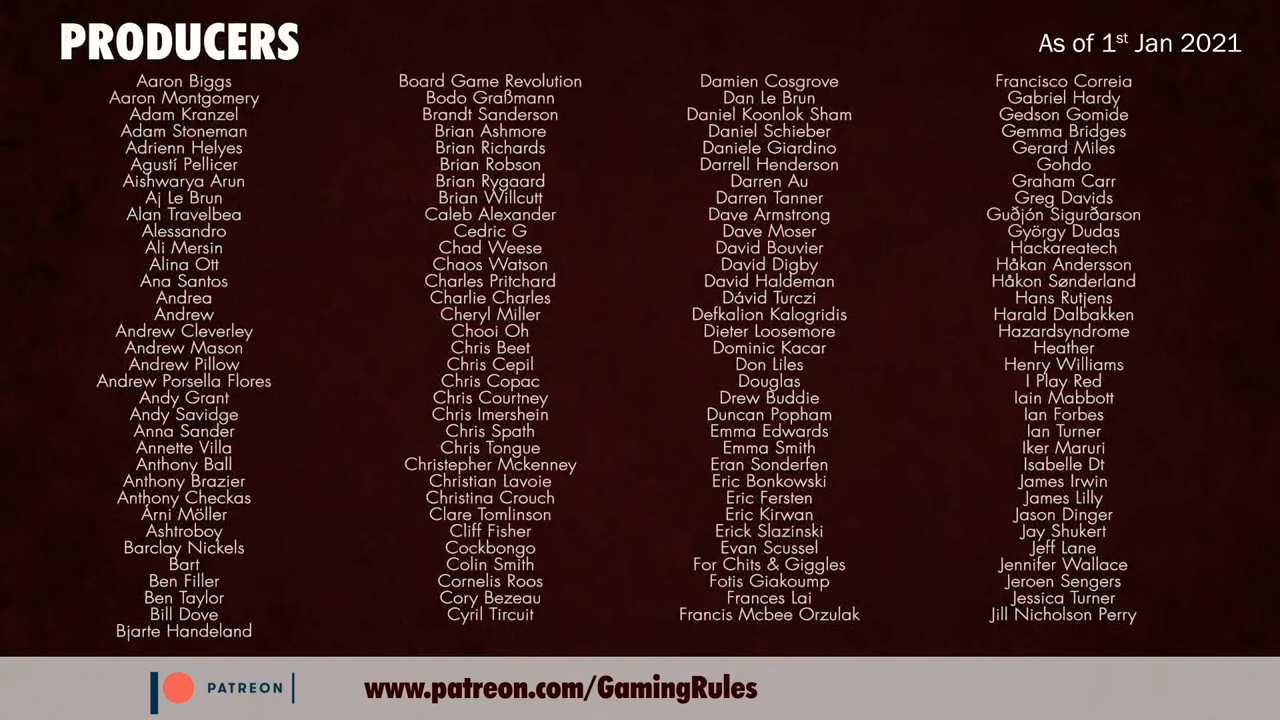 PRODUCERS
As of 1st Jan 2021
Aaron Biggs
Aaron Montgomery
Adam Kranzel
Adam Stoneman
Adrienn Helyes
Agustí Pellicer
Aishwarya Arun
Aj Le Brun
Alan Travelbea
Alessandro
Ali Mersin
Alina Ott
Ana Santos
Andrea
Andrew
Andrew Cleverley
Andrew Mason
Andrew Pillow
Andrew Porsella Flores
Andy Grant
Andy Savidge
Anna Sander
Annette Villa
Anthony Ball
Anthony Brazier
Anthony Checkas
Arni Möller
Ashtroboy
Barclay Nickels
Bart
Ben Filler
Ben Taylor
Bill Dove
Bjarte Handeland
Board Game Revolution
Bodo Graßmann
Brandt Sanderson
Brian Ashmore
Brian Richards
Brian Robson
Brian Rygaard
Brian Willcutt
Caleb Alexander
Cedric G
Chad Weese
Chaos Watson
Charles Pritchard
Charlie Charles
Cheryl Miller
Chooi Oh
Chris Beet
Chris Cepil
Chris Copac
Chris Courtney
Chris Imershein
Chris Spath
Chris Tongue
Christepher Mckenney
Christian Lavoie
Christina Crouch
Clare Tomlinson
Cliff Fisher
Cockbongo
Colin Smith
Cornelis Roos
Cory Bezeau
Cyril Tircuit
Damien Cosgrove
Dan Le Brun
Daniel Koonlok Sham
Daniel Schieber
Daniele Giardino
Darrell Henderson
Darren Au
Darren Tanner
Dave Armstrong
Dave Moser
David Bouvier
David Digby
David Haldeman
Dávid Turczi
Defkalion Kalogridis
Dieter Loosemore
Dominic Kacar
Don Liles
Douglas
Drew Buddie
Duncan Popham
Emma Edwards
Emma Smith
Eran Sonderfen
Eric Bonkowski
Eric Fersten
Eric Kirwan
Erick Slazinski
Evan Scussel
For Chits & Giggles
Fotis Giakoump
Frances Lai
Francis Mcbee Orzulak
Francisco Correia
Gabriel Hardy
Gedson Gomide
Gemma Bridges
Gerard Miles
Gohdo
Graham Carr
Greg Davids
Guðjón Sigurðarson
György Dudas
Hackareatech
Håkan Andersson
Håkon Sønderland
Hans Rutjens
Harald Dalbakken
Hazardsyndrome
Heather
Henry Williams
I Play Red
Iain Mabbott
Ian Forbes
Ian Turner
Iker Maruri
Isabelle Dt
James Irwin
James Lilly
Jason Dinger
Jay Shukert
Jeff Lane
Jennifer Wallace
Jeroen Sengers
Jessica Turner
Jill Nicholson Perry
PATREON
www.patreon.com/GamingRules